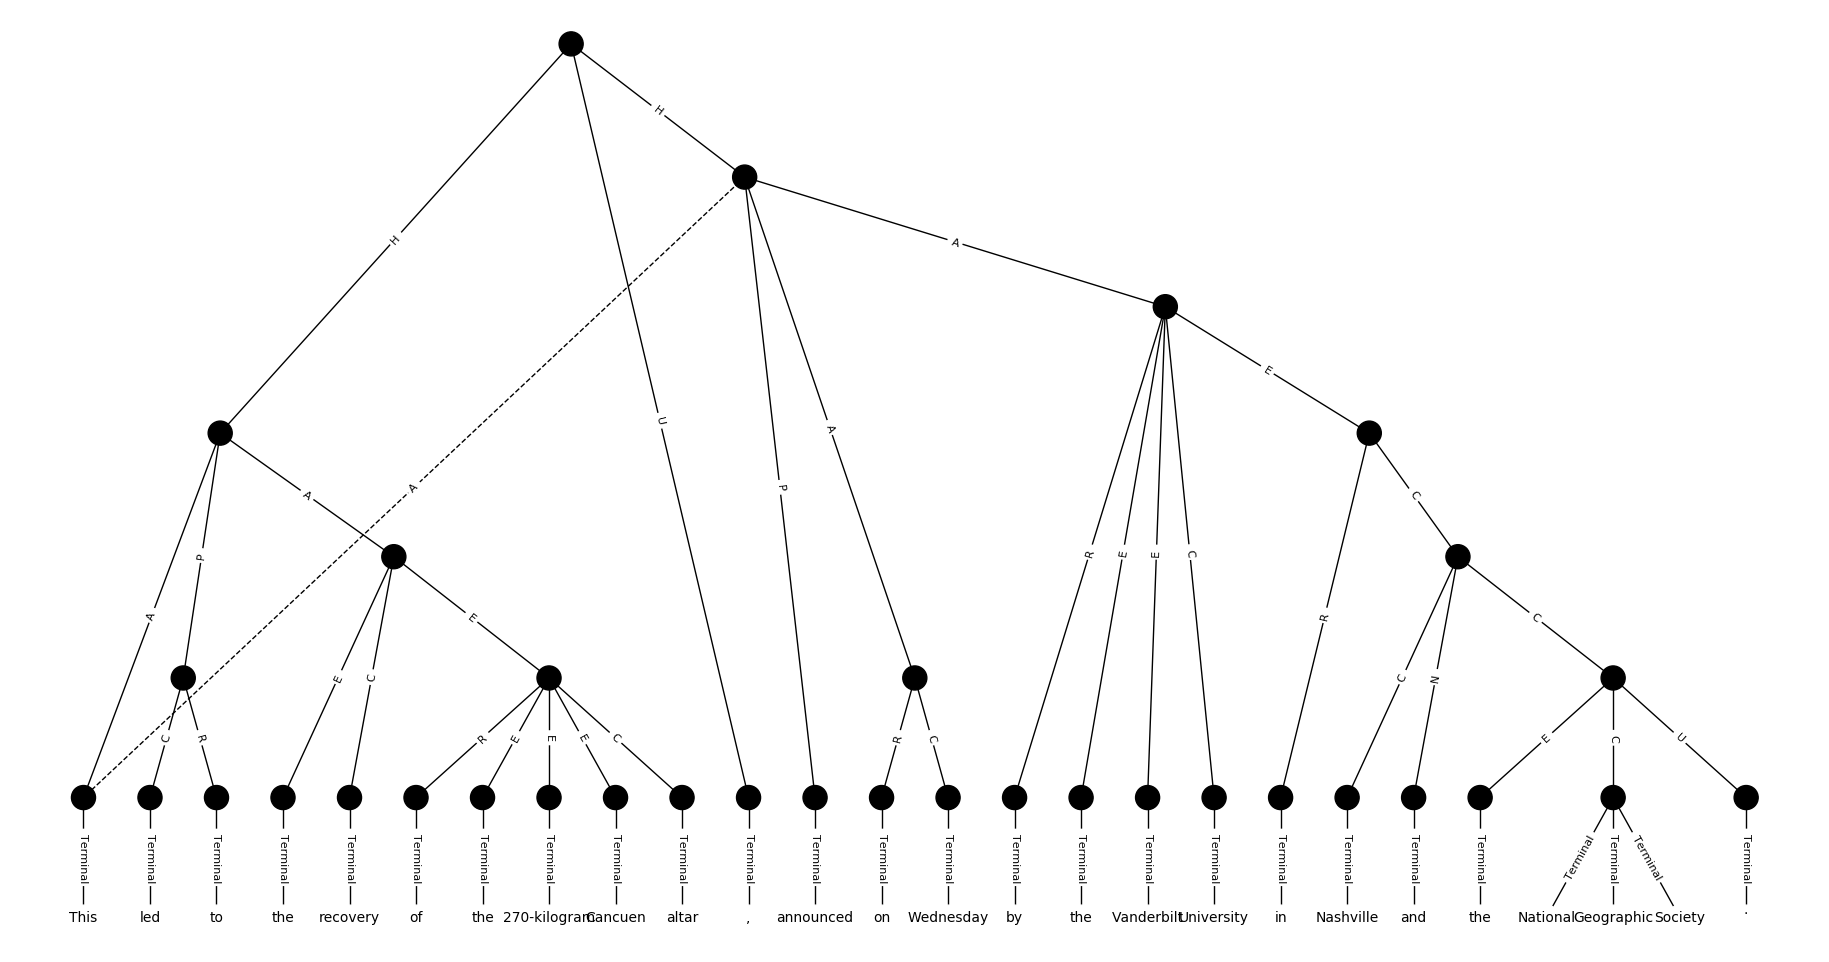 H
H
A
H
E
U
A
P
A
C
A
P
R
E
E
C
A
E
R
C
E
C
C
N
C
R
R
E
E
E
C
R
C
E
C
U
Terminal Terminal Terminal Terminal Terminal Terminal Terminal Terminal Terminal Terminal Terminal Terminal Terminal Terminal Terminal Terminal Terminal Terminal Terminal Terminal Terminal Terminal Terminal Terminal Terminal Terminal
This led to the recovery of the 270-kilogram Cancuen altar , announced on Wednesday by the Vanderbilt University in Nashville and the National Geographic Society .